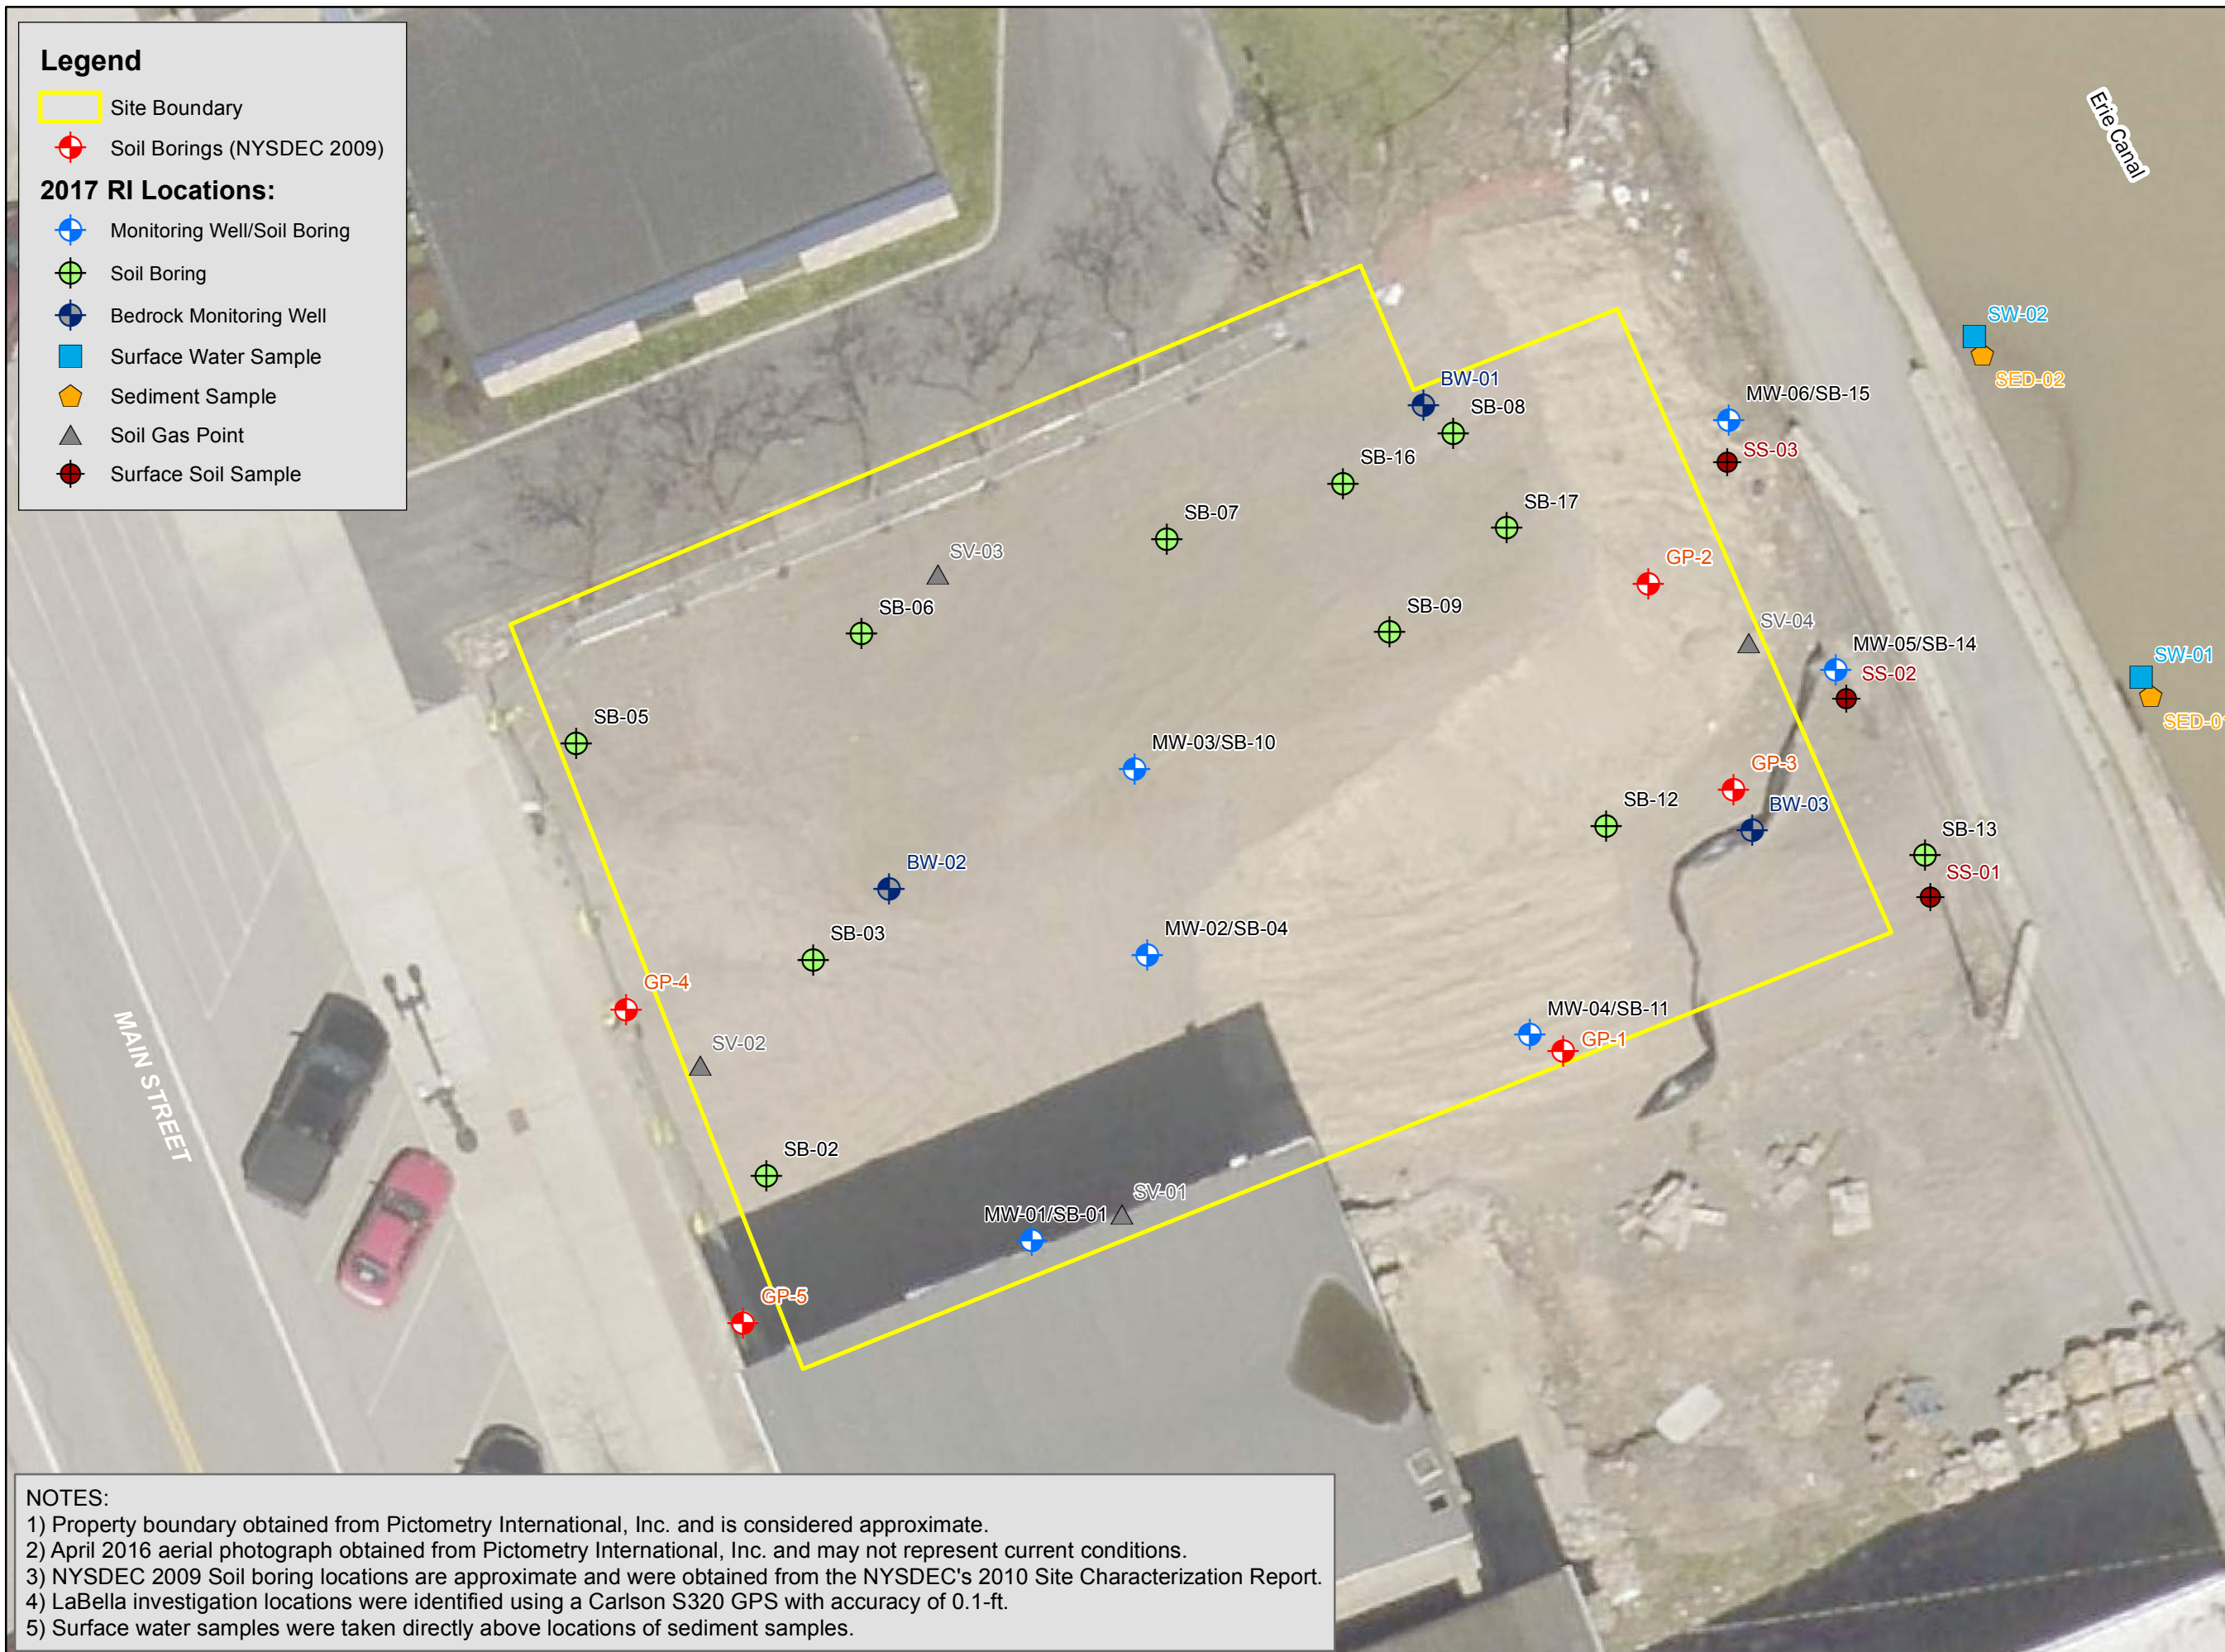 Legend
Site Boundary
Soil Borings (NYSDEC 2009)
2017 RI Locations:
Monitoring Well/Soil Boring
Soil Boring
Bedrock Monitoring Well
Surface Water Sample
Sediment Sample
Soil Gas Point
Surface Soil Sample
Erie Canal
SW-02
SED-02
BW-01
MW-06/SB-15
SB-08
SS-03
SB-16
SB-17
SB-07
SV-03
GP-2
SB-06
SB-09
SV-04
MW-05/SB-14
SW-01
SS-02
SED-01
SB-05
MW-03/SB-10
GP-3
SB-12
BW-03
SB-13
BW-02
SS-01
SB-03
MW-02/SB-04
GP-4
MW-04/SB-11
SV-02
GP-1
MAIN STREET
SB-02
SV-01
MW-01/SB-01
GP-5
NOTES:
1) Property boundary obtained from Pictometry International, Inc. and is considered approximate.
2) April 2016 aerial photograph obtained from Pictometry International, Inc. and may not represent current conditions.
3) NYSDEC 2009 Soil boring locations are approximate and were obtained from the NYSDEC's 2010 Site Characterization Report.
4) LaBella investigation locations were identified using a Carlson S320 GPS with accuracy of 0.1-ft.
5) Surface water samples were taken directly above locations of sediment samples.